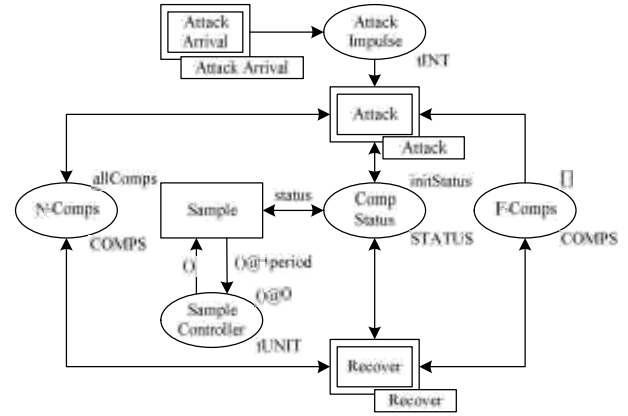 Attack
Arrival
Attack Arrival
Attack
Impulse
tINT
Attack
Attack
allComps
N-Comps
COMPS
Sample
status
Comp
Status
initStatus
STATUS
[]
F-Comps
COMPS
()
()@+period
()@0
Sample
Controller
tUNIT
Recover
Recover